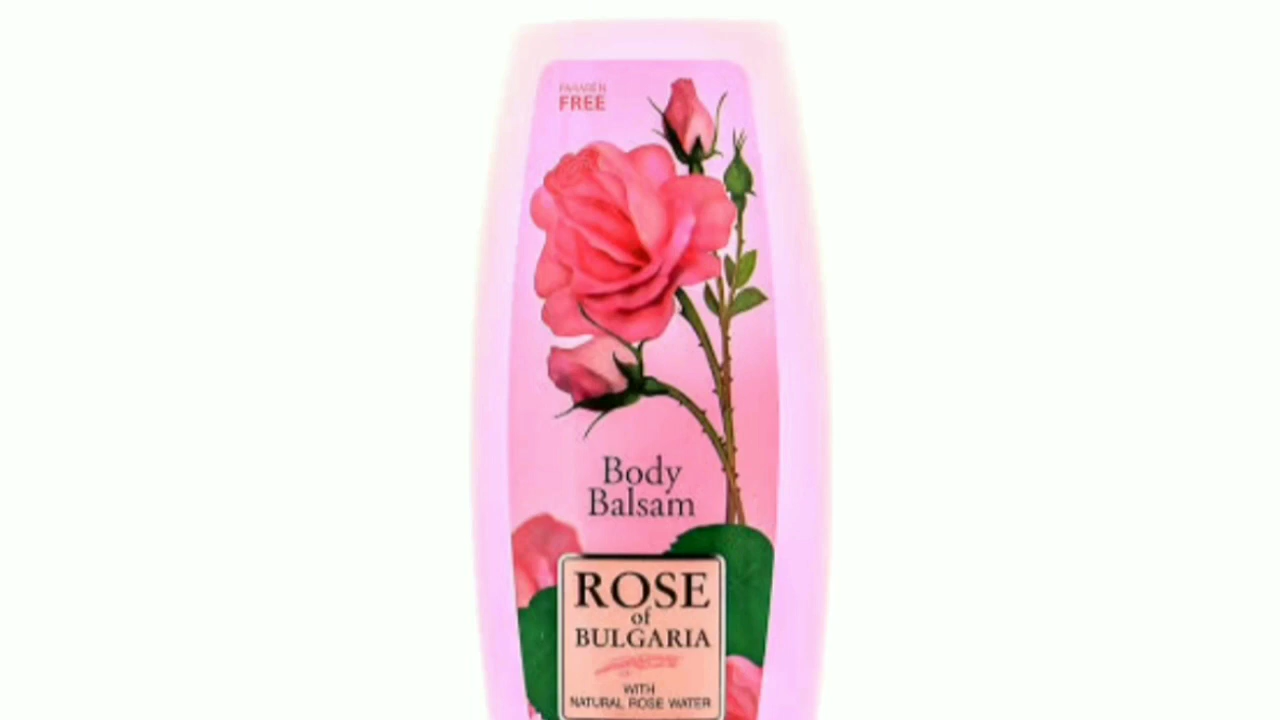 PARABEN
FREE
Body
Balsam
ROSE
of
BULGARIA
WITH
NATURAL ROSE WATER